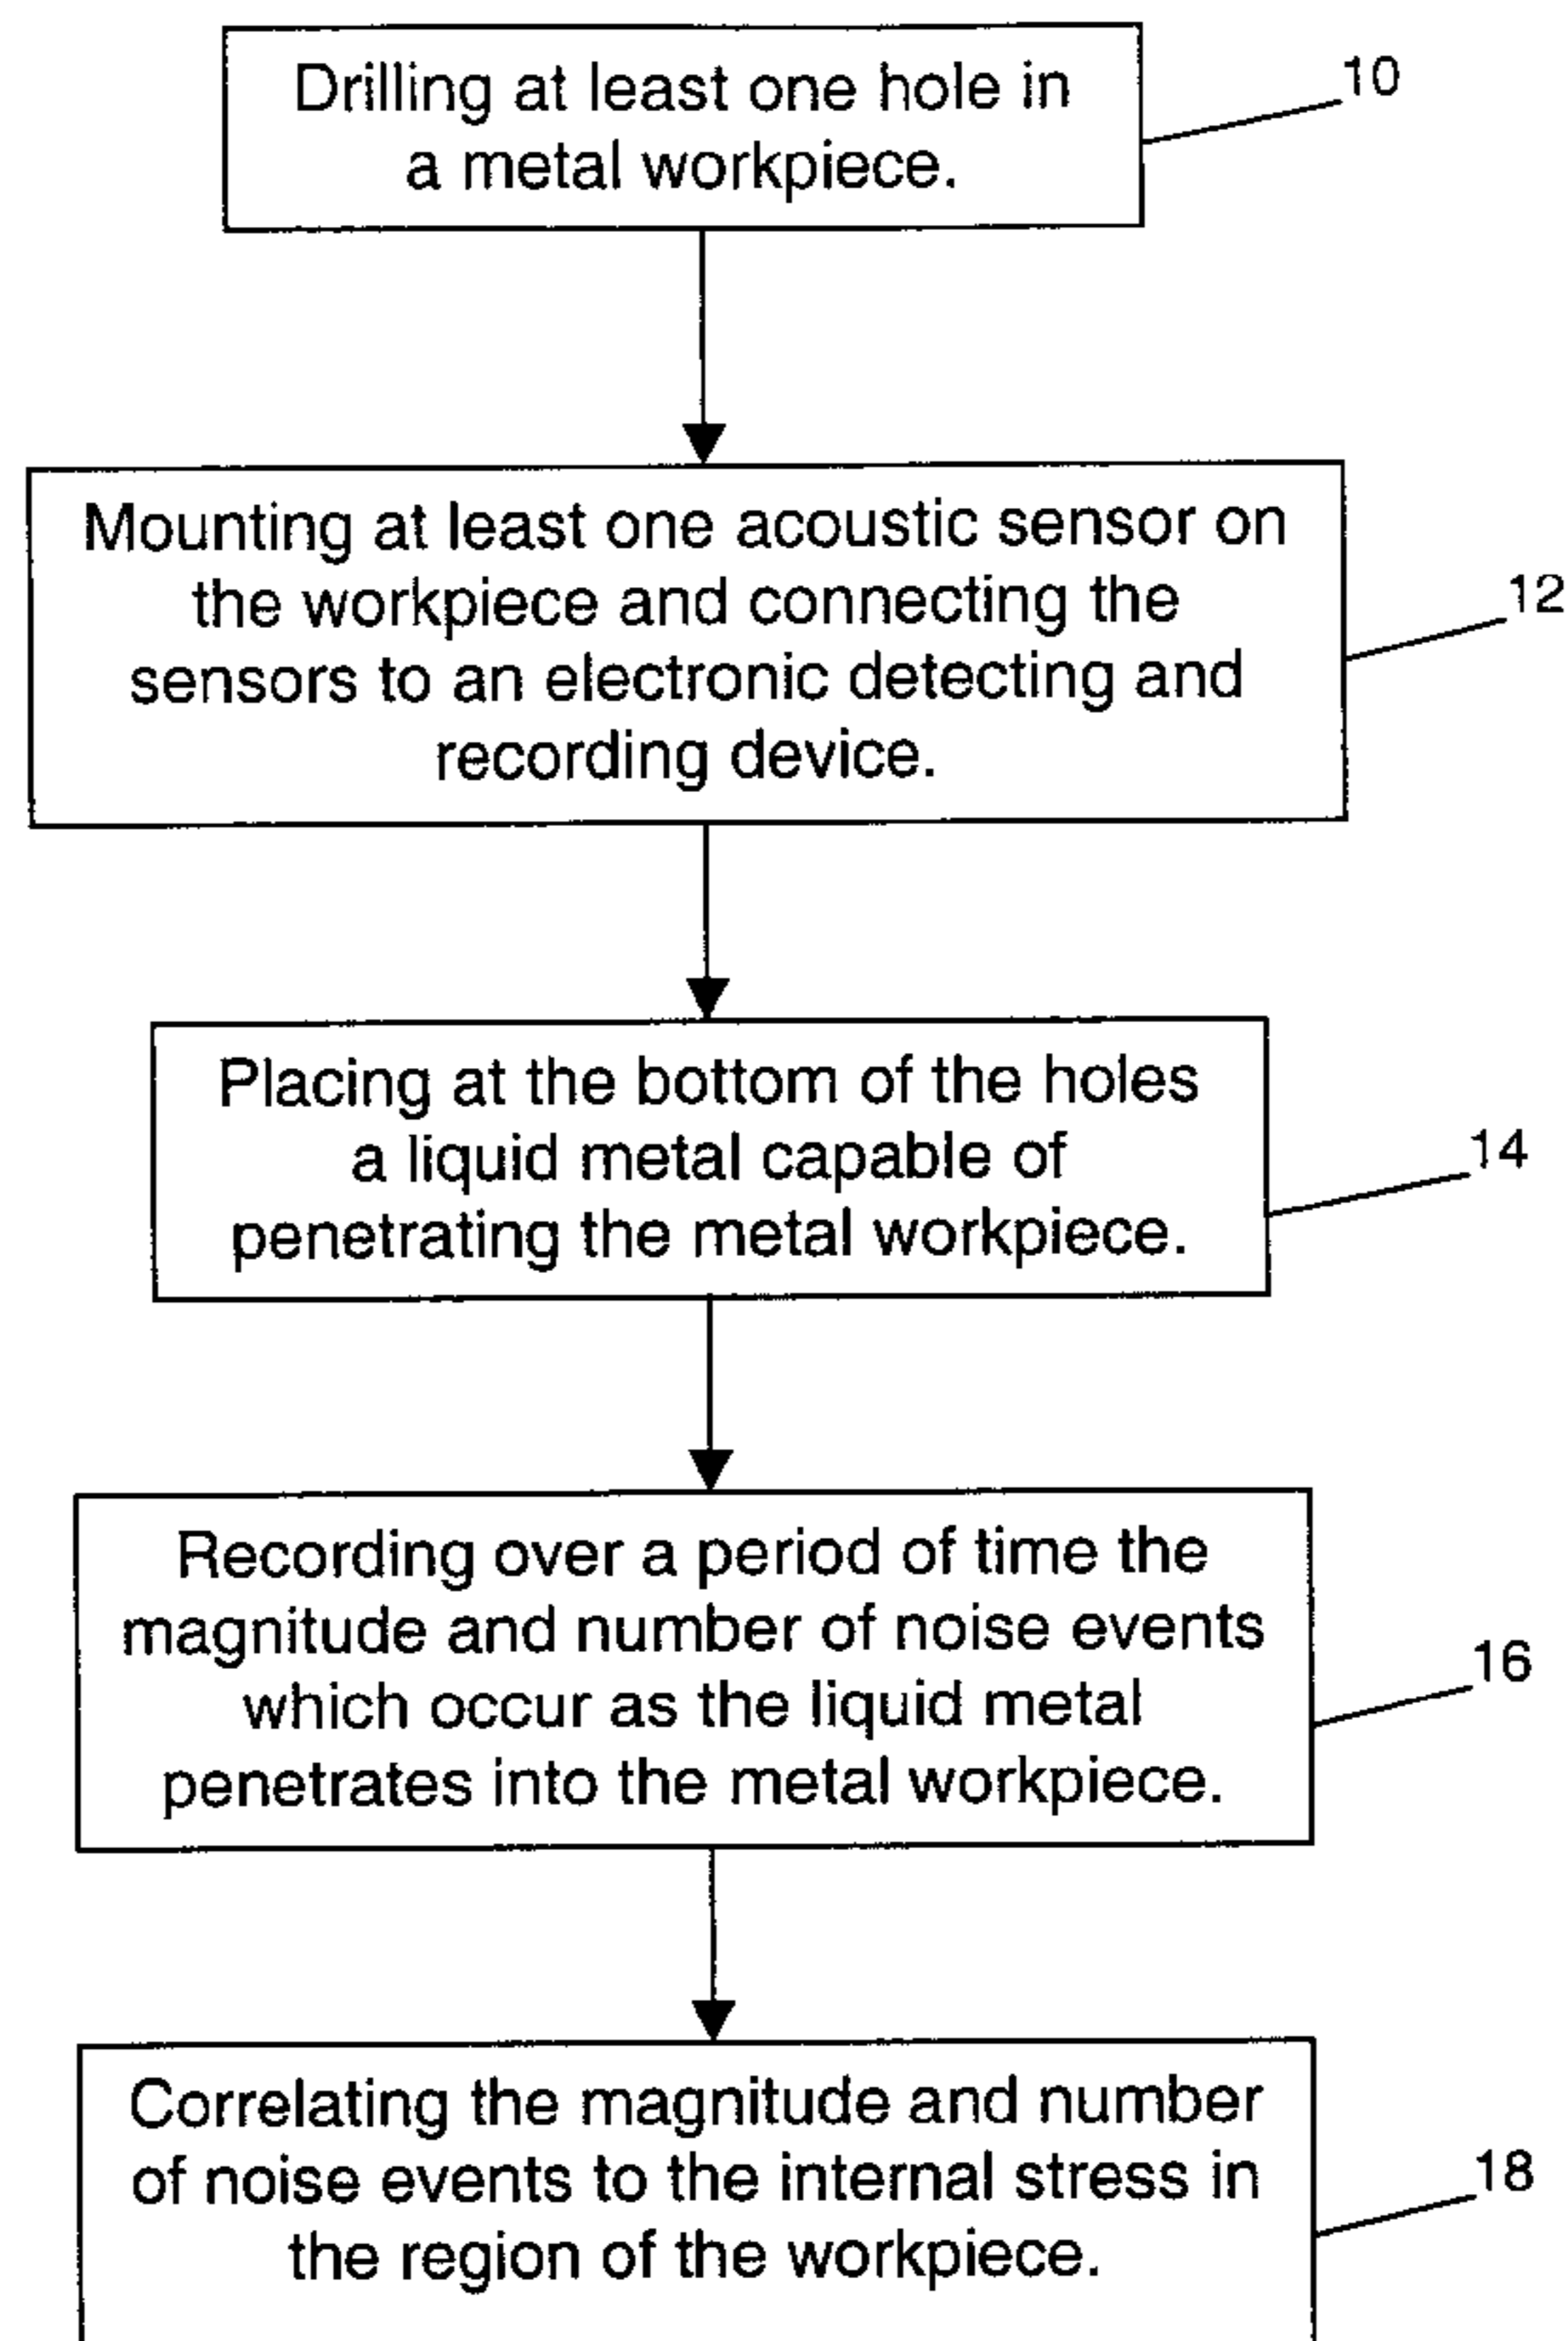 Drilling at least one hole in
a metal workpiece.
10
Mounting at least one acoustic sensor on
the workpiece and connecting the
sensors to an electronic detecting and
recording device.
12
Placing at the bottom of the holes
a liquid metal capable of
penetrating the metal workpiece.
14
Recording over a period of time the
magnitude and number of noise events
which occur as the liquid metal
penetrates into the metal workpiece.
16
Correlating the magnitude and number
of noise events to the internal stress in
the region of the workpiece.
18